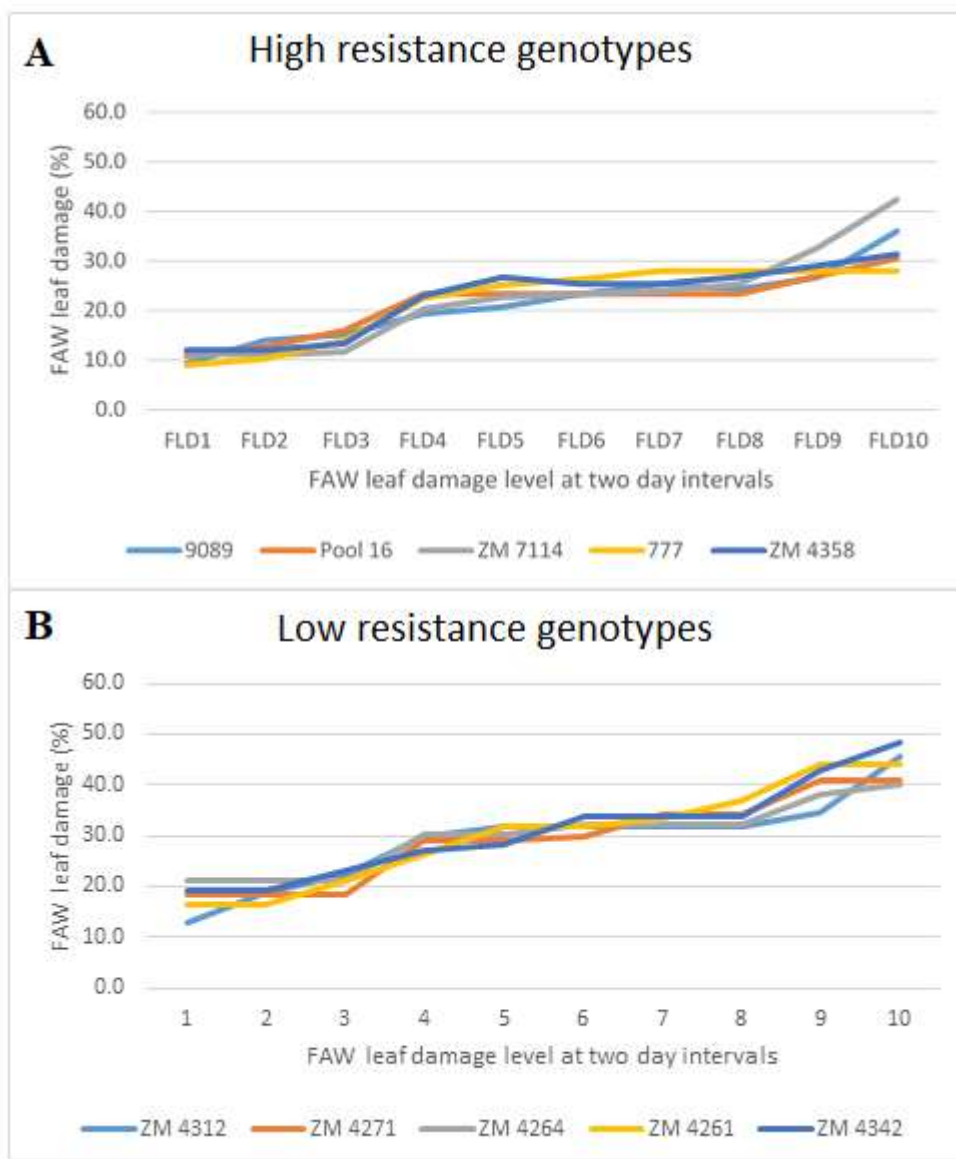 A
High resistance genotypes
FAW leaf damage (%)
60.0
50.0
40.0
30.0
20.0
10.0
0.0
FLD1 FLD2 FLD3 FLD4 FLD5 FLD6 FLD7 FLD8 FLD9 FLD10
FAW leaf damage level at two day intervals
9089 Pool 16 ZM 7114 777 ZM 4358
B
Low resistance genotypes
FAW leaf damage (%)
60.0
50.0
40.0
30.0
20.0
10.0
0.0
1 2 3 4 5 6 7 8 9 10
FAW leaf damage level at two day intervals
ZM 4312 ZM 4271 ZM 4264 ZM 4261 ZM 4342